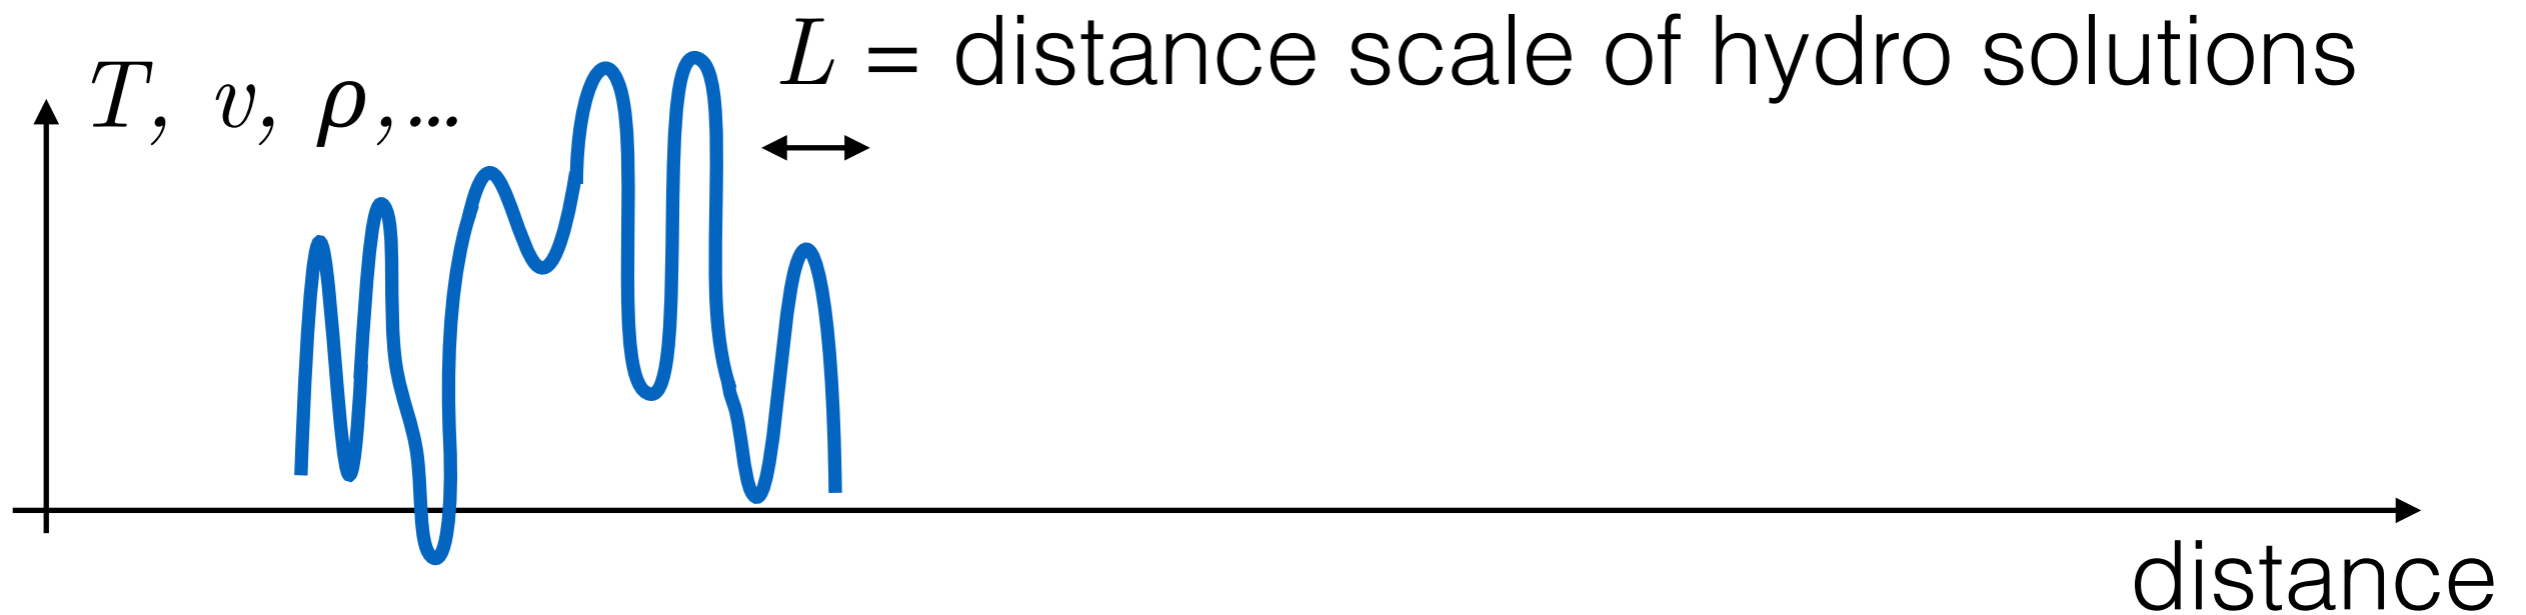 L = distance scale of hydro solutions
T, v, ρ,...
distance